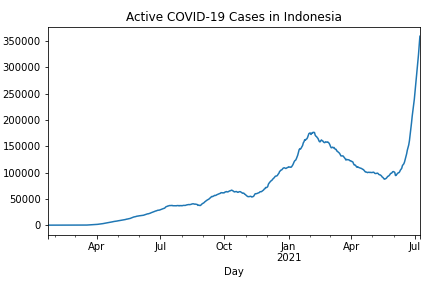 Active COVID-19 Cases in Indonesia
350000
300000
250000
200000
150000
100000
50000
0
Apr
Jul
Oct
Jan
2021
Apr
Jul
Day